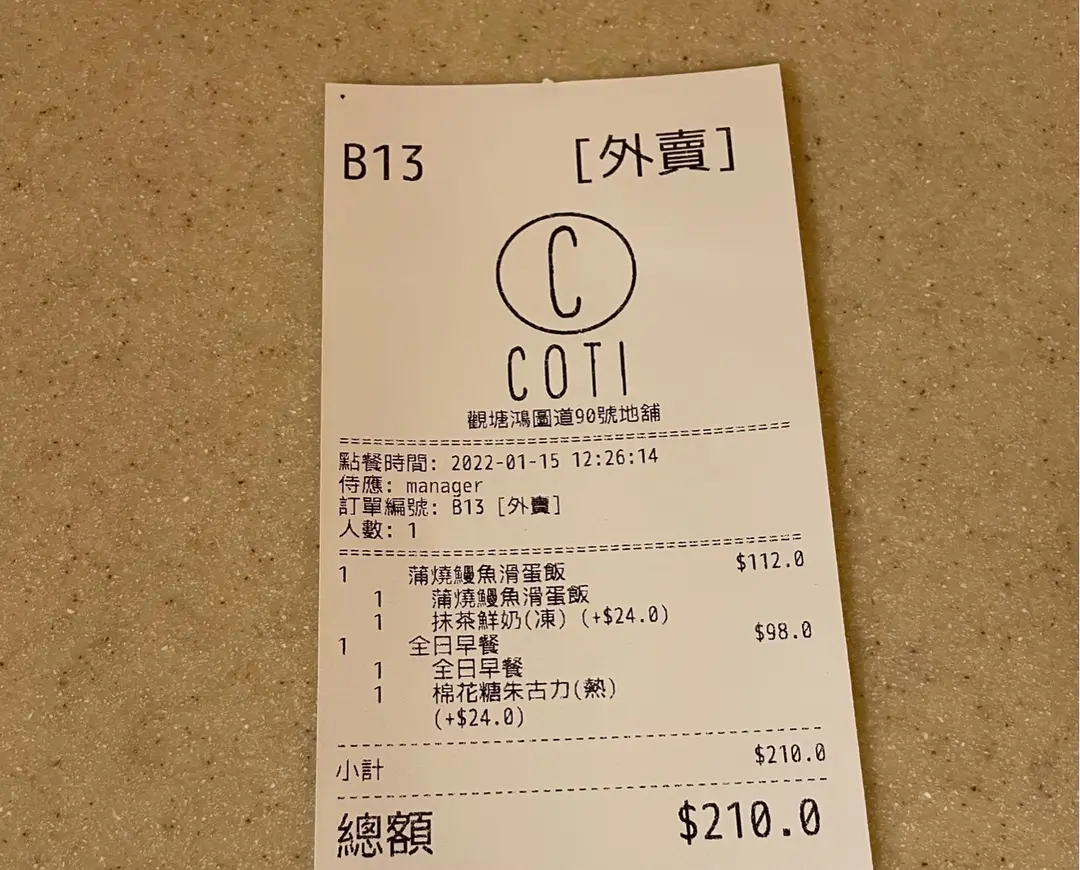 B13 [外賣]
C
COTI
觀塘鴻圖道90號地舖
點餐時間: 2022-01-15 12:26:14
侍應: manager
訂單編號: B13 [外賣]
人數: 1
1 蒲燒鰻魚滑蛋飯 $112.0
1 蒲燒鰻魚滑蛋飯
1 抹茶鮮奶(凍) (+$24.0)
1 全日早餐 $98.0
1 全日早餐
1 棉花糖朱古力(熱)
(+$24.0)
小計 $210.0
總額 $210.0